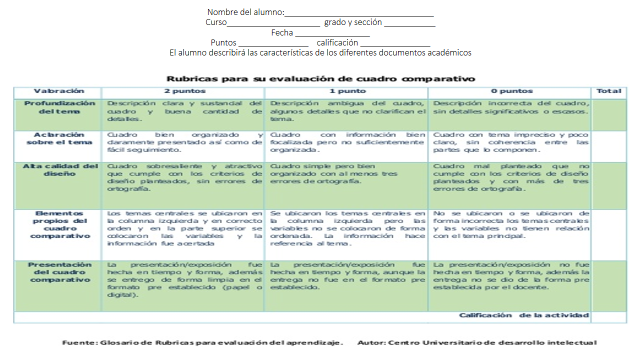 Nombre del alumno:___________________________________
Curso______________________ grado y sección ____________
Fecha _________________
Puntos __________________ calificación _________________
El alumno describirá las características de los diferentes documentos académicos
Rubricas para su evaluación de cuadro comparativo
Valoración 2 puntos 1 punto 0 puntos Total
Profundización del tema
Descripción clara y sustancial del
cuadro y buena cantidad de
detalles.
Descripción ambigua del cuadro,
algunos detalles que no clarifican el
tema.
Descripción incorrecta del cuadro,
sin detalles significativos o escasos.
Aclaración
sobre el tema
Cuadro bien organizado y
claramente presentado así como de
fácil seguimiento.
Cuadro con información bien
focalizada pero no suficientemente
organizada.
Cuadro con tema impreciso y poco
claro, sin coherencia entre las
partes que lo componen.
Alta calidad del
diseño
Cuadro sobresaliente y atractivo
que cumple con los criterios de
diseño planteados, sin errores de
ortografía.
Cuadro simple pero bien
organizado con al menos tres
errores de ortografía.
Cuadro mal planteado que no
cumple con los criterios de diseño
planteados y con más de tres
errores de ortografía.
Elementos
propios del
cuadro
comparativo
Los temas centrales se ubicaron en
la columna izquierda y en correcto
orden y en la parte superior se
colocaron las variables y la
información fue acertada
Se ubicaron los temas centrales en
la columna izquierda pero las
variables no se colocaron de forma
ordenada. La información hace
referencia al tema.
No se ubicaron o se ubicaron de
forma incorrecta los temas centrales
y las variables no tienen relación
con el tema principal.
Presentación
del cuadro
comparativo
La presentación/exposición fue
hecha en tiempo y forma, además
se entrego de forma limpia en el
formato pre establecido (papel o
digital).
La presentación/exposición fue
hecha en tiempo y forma, aunque la
entrega no fue en el formato pre
establecido.
La presentación/exposición no fue
hecha en tiempo y forma, además la
entrega no se dio de la forma pre
establecida por el docente.
Calificación de la actividad
Fuente: Glosario de Rubricas para evaluación del aprendizaje. Autor: Centro Universitario de desarrollo intelectual